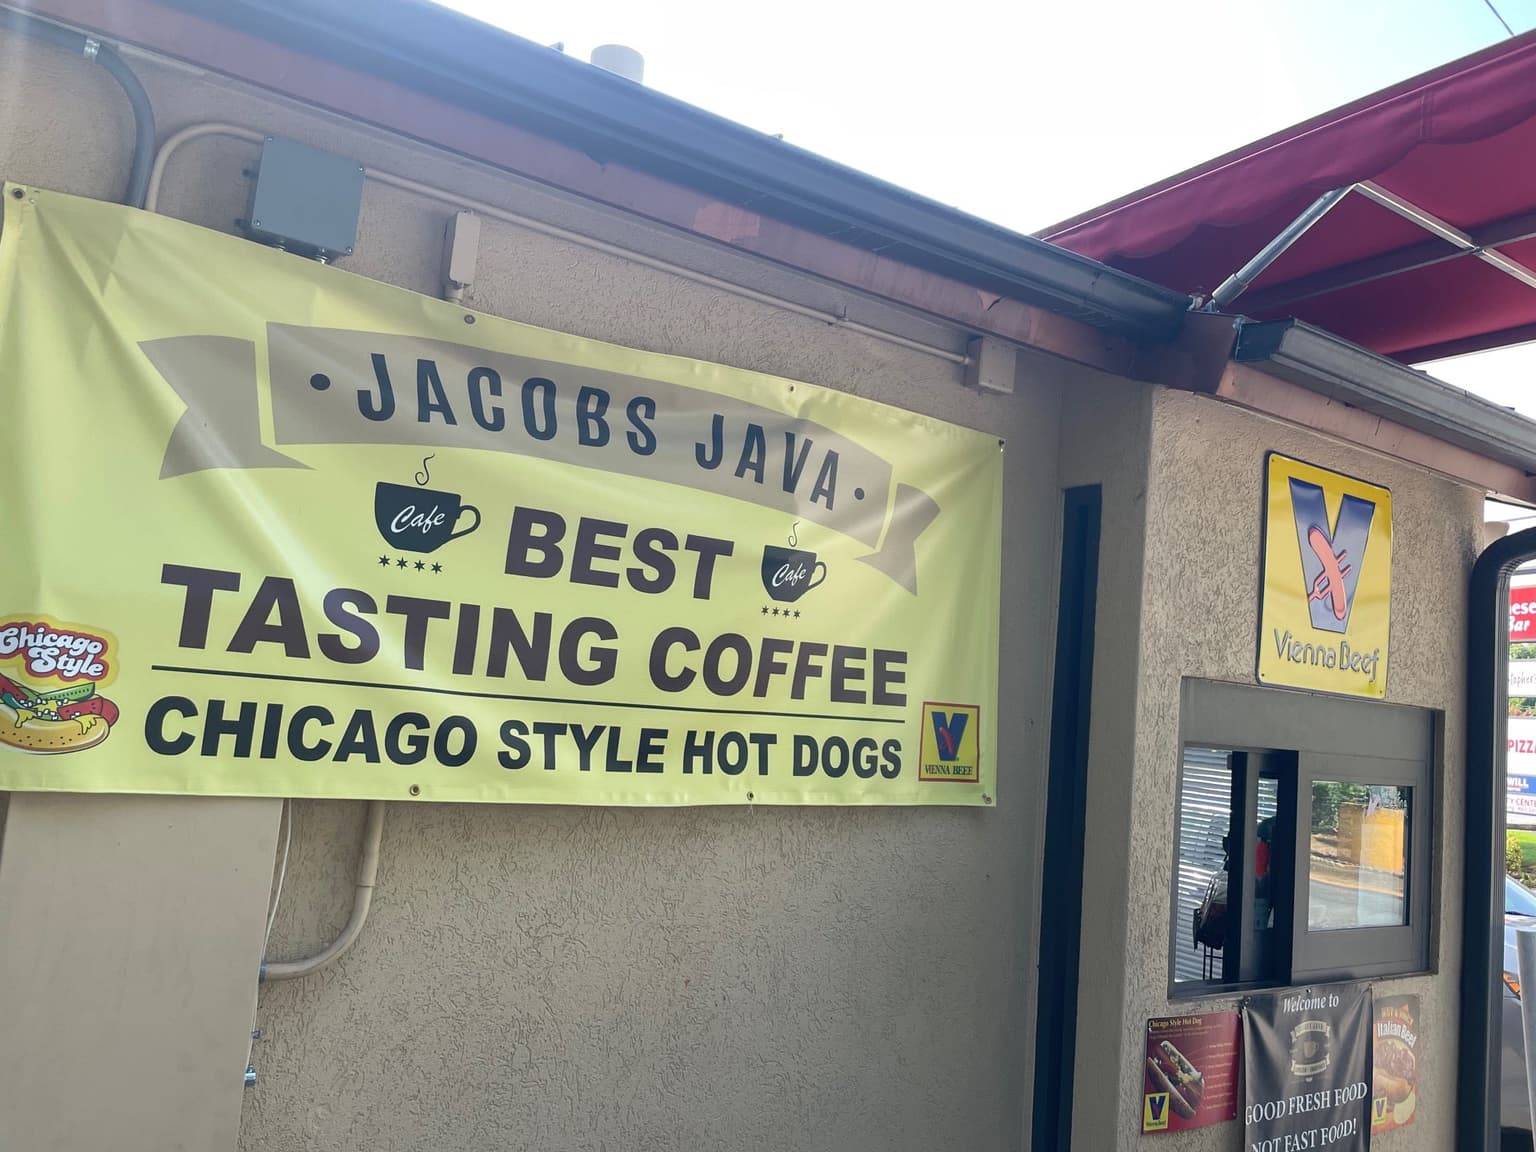 • JACOBS JAVA •
Cafe
BEST
Cafe
TASTING COFFEE
Chicago
Style
CHICAGO STYLE HOT DOGS
VIENNA BEEF
Vienna Beef
Welcome to
GOOD FRESH FOOD
NOT FAST FOOD!
Chicago Style Hot Dog
Italian Beef
PIZZA
Bar